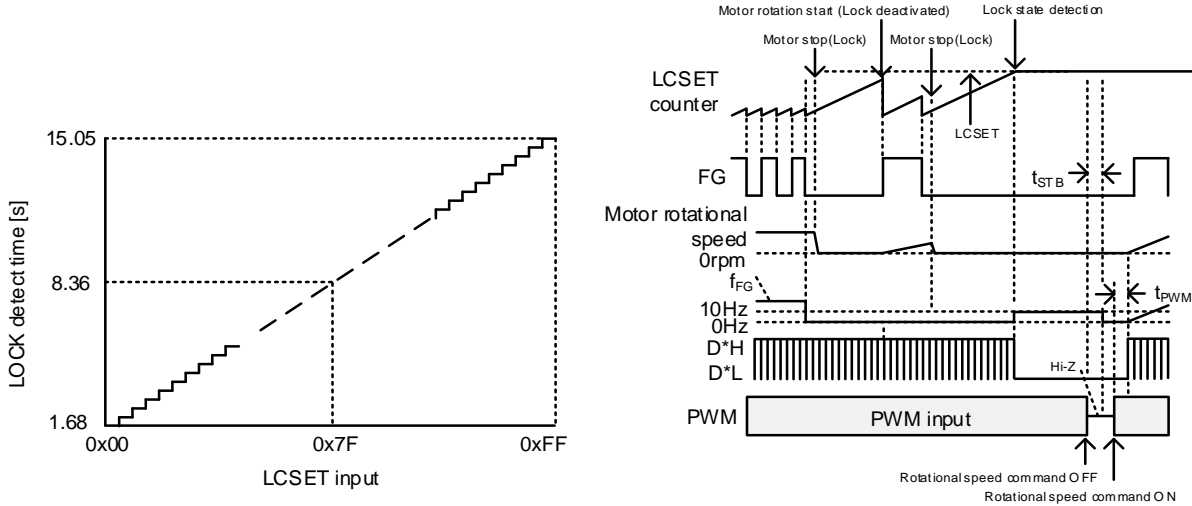 LOCK detect time [s]
15.05
8.36
1.68
0x00
0x7F
0xFF
LCSET input
Motor rotation start (Lock deactivated)
Lock state detection
Motor stop(Lock)
Motor stop(Lock)
LCSET
counter
LCSET
FG
tSTB
Motor rotational
speed
0rpm
fFG
tPWM
10Hz
0Hz
D*H
D*L
Hi-Z
PWM
PWM input
Rotational speed command OFF
Rotational speed command ON